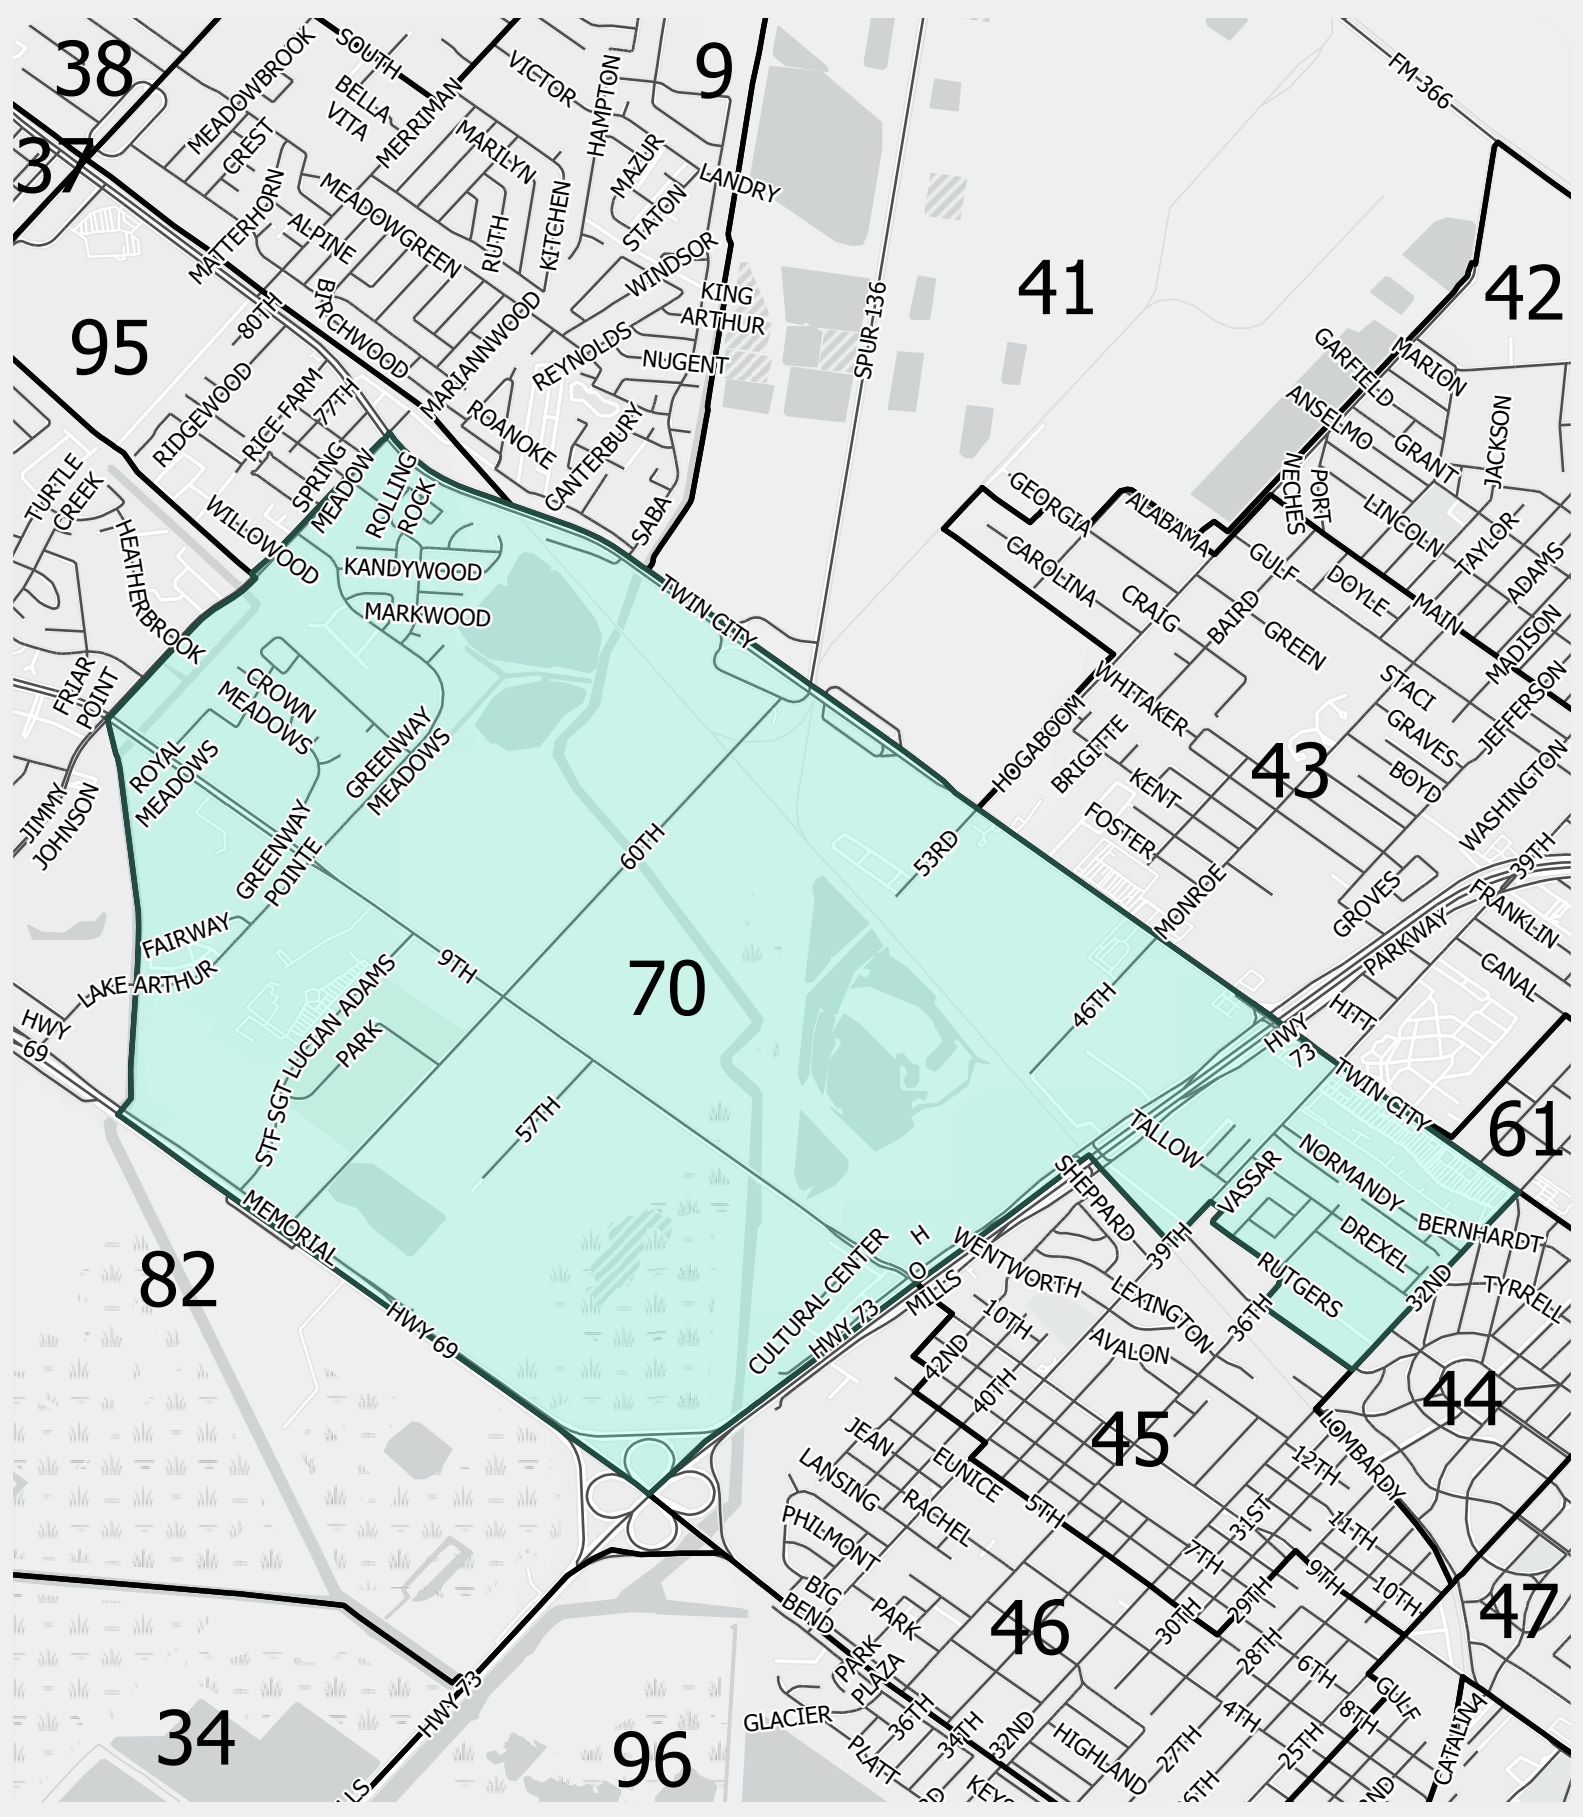 38
9
FM-366
SOUTH
MEADOWBROOK
VICTOR
HAMPTON
BELLA
VITA
MERRIMAN
CREST
37
MARILYN
MAZUR
LANDRY
MATTERHORN
MEADOWGREEN
ALPINE
RUTH
KITCHEN
STATON
WINDSOR
KING
ARTHUR
SPUR 136
41
42
80TH
BIRCHWOOD
MARIANNWOOD
REYNOLDS
NUGENT
95
GARFIELD
MARION
ANSELMO
GRANT
JACKSON
RIDGEWOOD
RICE FARM
77TH
ROANOKE
CANTERBURY
SPRING
MEADOW
ROLLING
ROCK
SABA
TURTLE
CREEK
WILLOWOOD
HEATHERBROOK
KANDYWOOD
MARKWOOD
TWIN CITY
GEORGIA
ALABAMA
CAROLINA
PORT
NECHES
LINCOLN
TAYLOR
ADAMS
GULF
DOYLE
MAIN
CRAIG
BAIRD
GREEN
MADISON
WHITAKER
STACI
JEFFERSON
GRAVES
HOGABOOM
BRIGITTE
43
BOYD
WASHINGTON
KENT
FOSTER
39TH
FRIAR
POINT
CROWN
MEADOWS
ROYAL
MEADOWS
GREENWAY
MEADOWS
JIMMY
JOHNSON
GREENWAY
POINTE
60TH
53RD
MONROE
GROVES
FRANKLIN
PARKWAY
CANAL
FAIRWAY
LAKE ARTHUR
9TH
70
46TH
HITT
HWY
69
HWY
73
STF SGT LUCIAN ADAMS
PARK
57TH
TWIN CITY
61
TALLOW
SHEPPARD
VASSAR
NORMANDY
BERNHARDT
DREXEL
MEMORIAL
82
HWY 69
CULTURAL CENTER
H
O
MILLS
HWY 73
WENTWORTH
39TH
RUTGERS
32ND
TYRRELL
LEXINGTON
36TH
10TH
AVALON
42ND
40TH
44
45
JEAN
LANSING
EUNICE
RACHEL
5TH
LOMBARDY
12TH
31ST
11TH
PHILMONT
7TH
9TH
10TH
29TH
30TH
47
BIG
BEND
PARK
46
PARK
PLAZA
28TH
6TH
GULF
HWY 73
34
96
GLACIER
36TH
34TH
32ND
PLATT
HIGHLAND
27TH
4TH
25TH
8TH
CATALINA